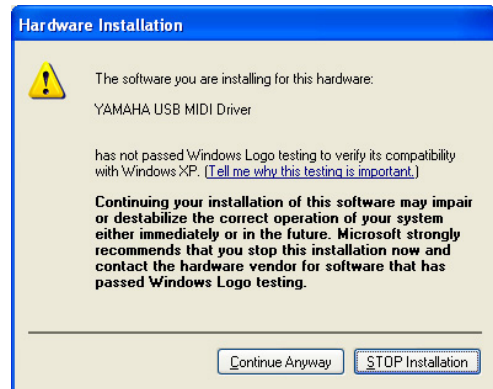 Hardware Installation
The software you are installing for this hardware:
YAMAHA USB MIDI Driver
has not passed Windows Logo testing to verify its compatibility
with Windows XP. (Tell me why this testing is important.)
Continuing your installation of this software may impair
or destabilize the correct operation of your system
either immediately or in the future. Microsoft strongly
recommends that you stop this installation now and
contact the hardware vendor for software that has
passed Windows Logo testing.
Continue Anyway STOP Installation